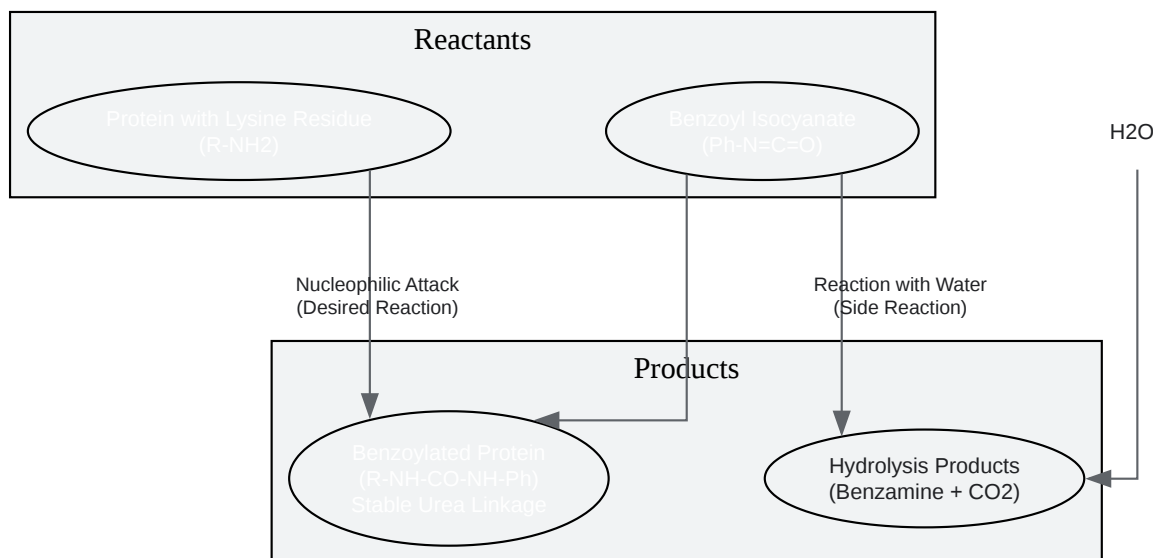 Reactants
Protein with Lysine Residue
(R-NH2)
Benzoyl Isocyanate
(Ph-N=C=O)
H2O
Nucleophilic Attack
(Desired Reaction)
Reaction with Water
(Side Reaction)
Products
Benzoylated Protein
(R-NH-CO-NH-Ph)
Stable Urea Linkage
Hydrolysis Products
(Benzamine + CO2)